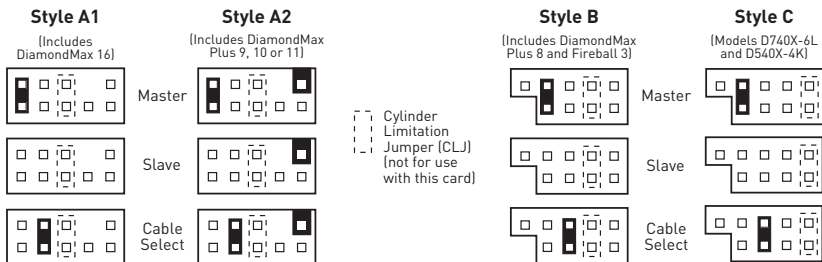 Style A1
(Includes
DiamondMax 16)
Style A2
(Includes DiamondMax
Plus 9, 10 or 11)
Master
Slave
Cable
Select
Cylinder
Limitation
Jumper (CLJ)
(not for use
with this card)
Style B
(Includes DiamondMax
Plus 8 and Fireball 3)
Style C
(Models D740X-6L
and D540X-4K)
Master
Slave
Cable
Select